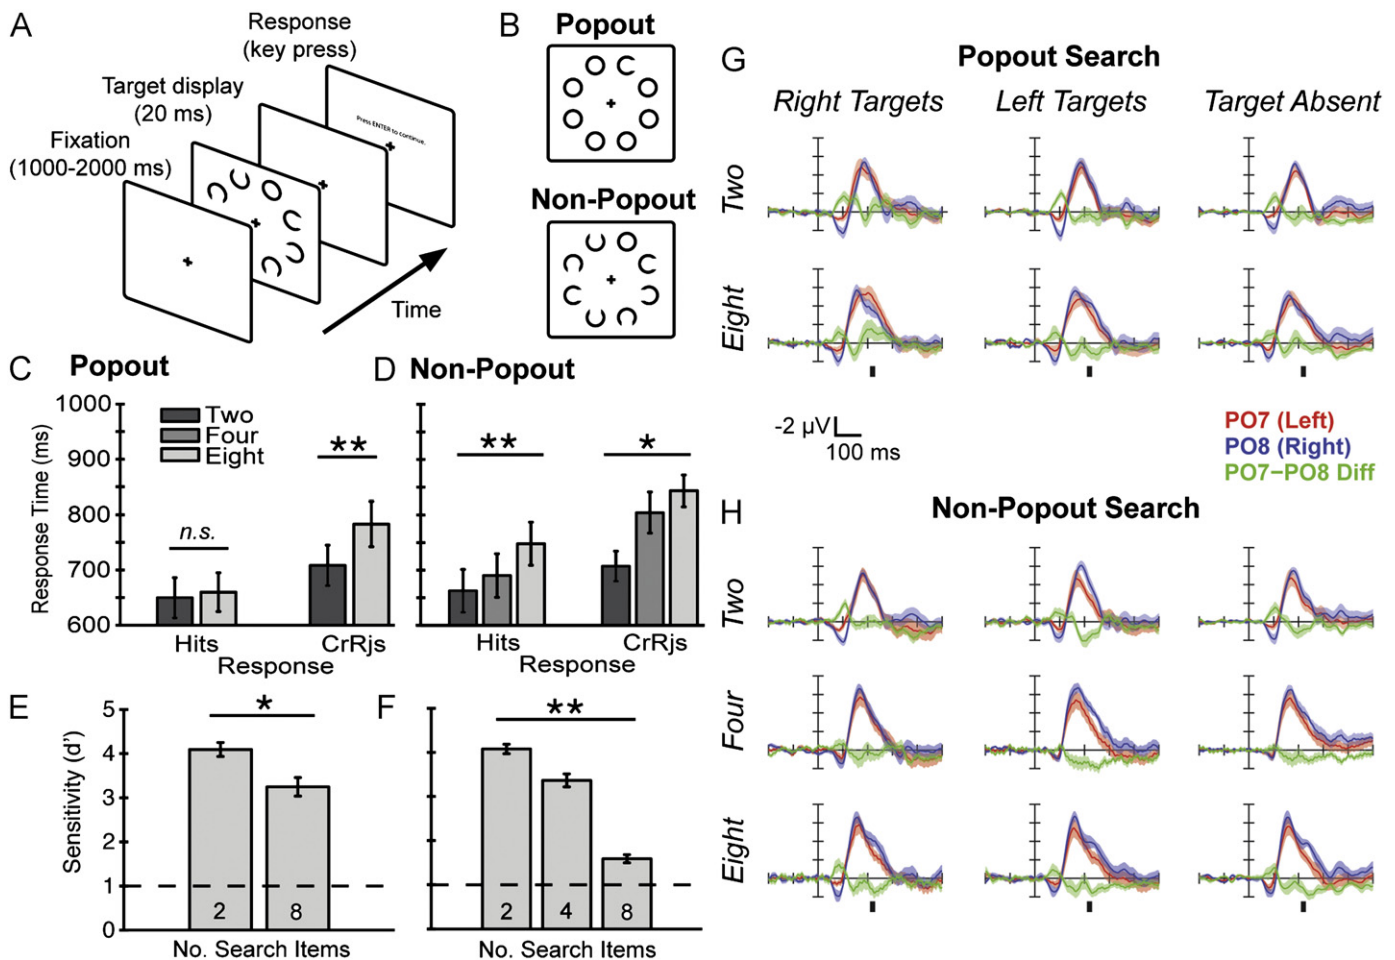 A
Response
(key press)
Target display
(20 ms)
Fixation
(1000-2000 ms)
Press ENTER to continue.
Time
B
Popout
Non-Popout
C
Popout
D
Non-Popout
Response Time (ms)
1000
900
800
700
600
Two
Four
Eight
n.s.
**
**
*
Hits
CrRjs
Response
Hits
CrRjs
Response
E
F
Sensitivity (d')
5
4
3
2
1
0
*
**
2
8
2
4
8
No. Search Items
No. Search Items
G
Popout Search
Right Targets
Left Targets
Target Absent
Two
Eight
-2 µV
100 ms
PO7 (Left)
PO8 (Right)
PO7−PO8 Diff
H
Non-Popout Search
Two
Four
Eight